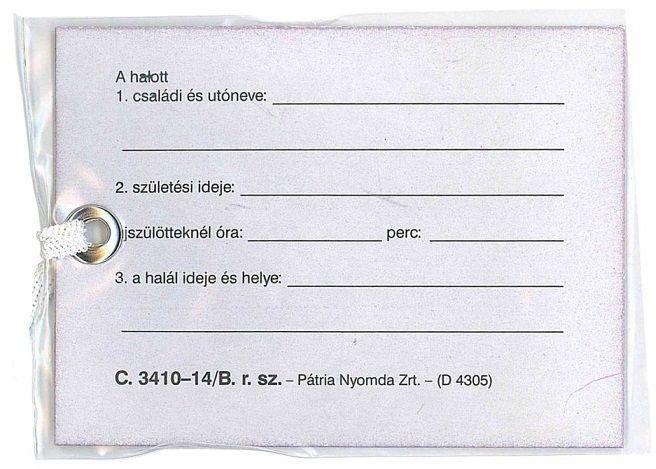 A halott
1. családi és utóneve:
2. születési ideje:
újszülötteknél óra: perc:
3. a halál ideje és helye:
C. 3410–14/B. r. sz. – Pátria Nyomda Zrt. – (D 4305)